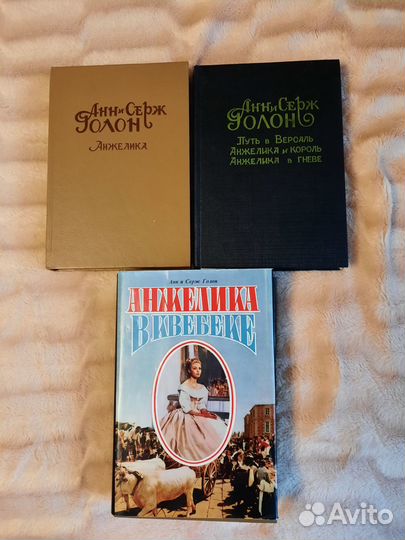 Анн и Серж
Голон
Анжелика
Анн и Серж
Голон
Путь в Версаль
Анжелика и король
Анжелика в гневе
Анн и Серж Голон
АНЖЕЛИКА
В КВЕБЕКЕ
Avito